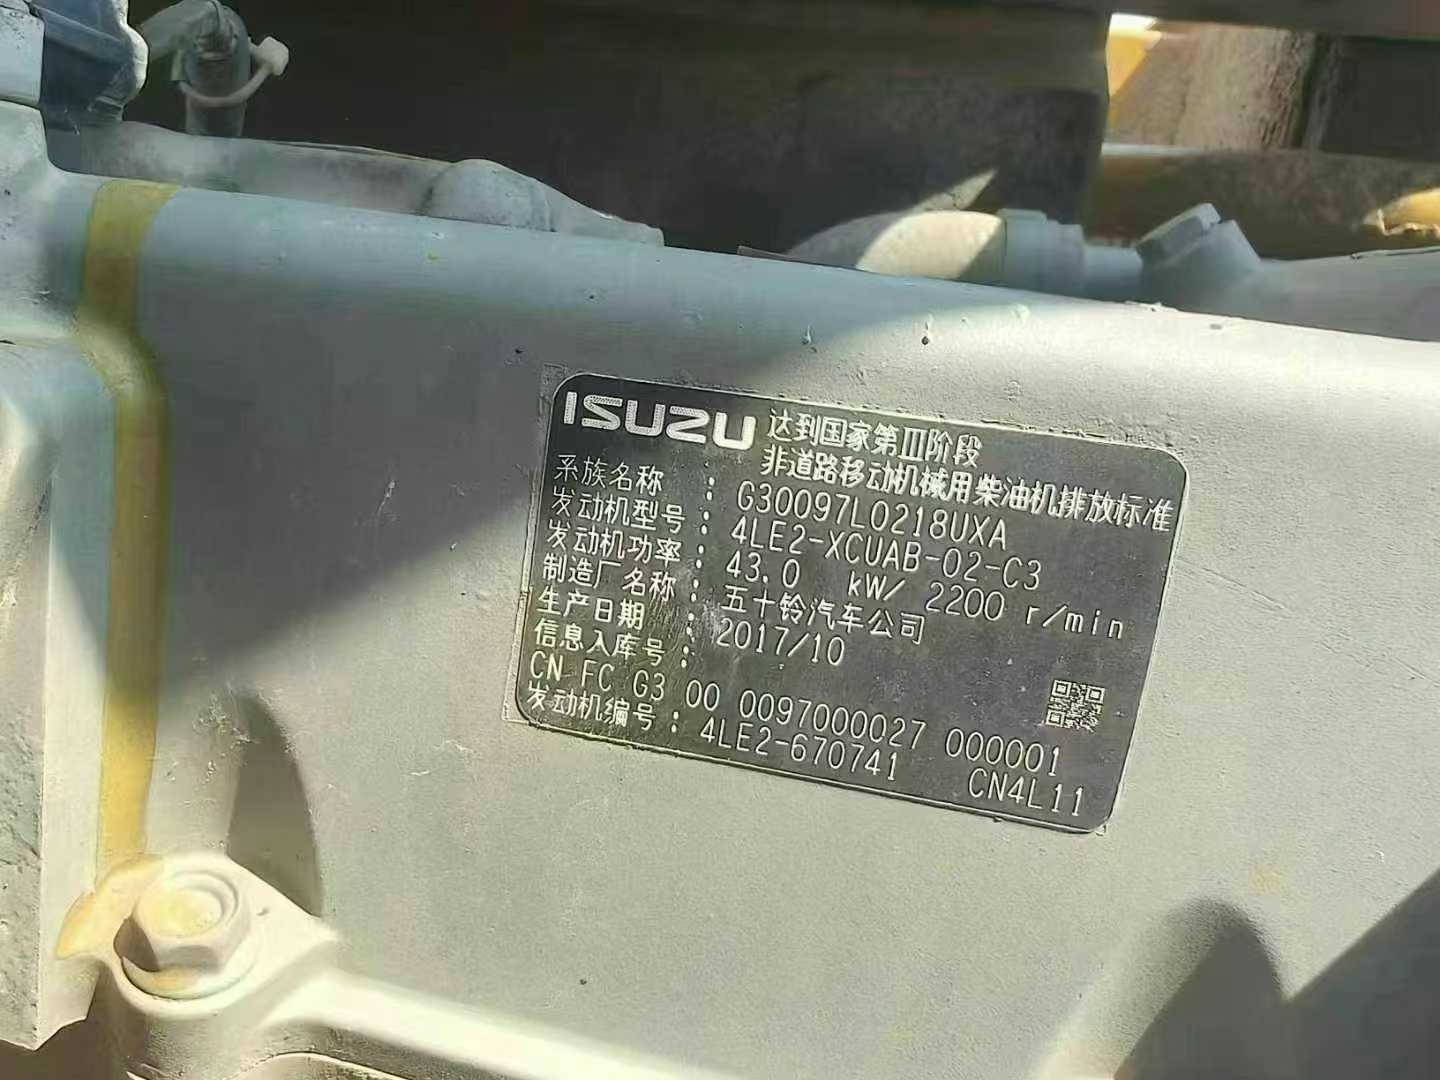 ISUZU 达到国家第Ⅲ阶段
非道路移动机械用柴油机排放标准
系族名称 : G30097L0218UXA
发动机型号 : 4LE2-XCUAB-02-C3
发动机功率 : 43.0 kW/ 2200 r/min
制造厂名称 : 五十铃汽车公司
生产日期 : 2017/10
信息入库号 :
CN FC G3 00 0097000027 000001
发动机编号 : 4LE2-670741 CN4L11